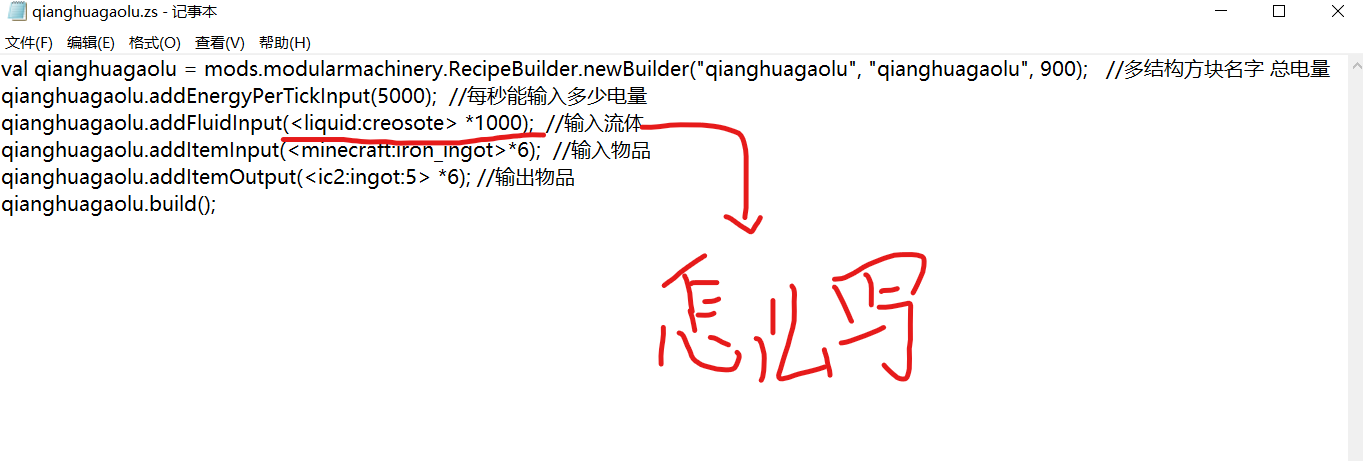 qianghuagaolu.zs - 记事本
文件(F) 编辑(E) 格式(O) 查看(V) 帮助(H)
val qianghuagaolu = mods.modularmachinery.RecipeBuilder.newBuilder("qianghuagaolu", "qianghuagaolu", 900); //多结构方块名字 总电量
qianghuagaolu.addEnergyPerTickInput(5000); //每秒能输入多少电量
qianghuagaolu.addFluidInput(<liquid:creosote> *1000); //输入流体
qianghuagaolu.addItemInput(<minecraft:iron_ingot>*6); //输入物品
qianghuagaolu.addItemOutput(<ic2:ingot:5> *6); //输出物品
qianghuagaolu.build();
怎么写